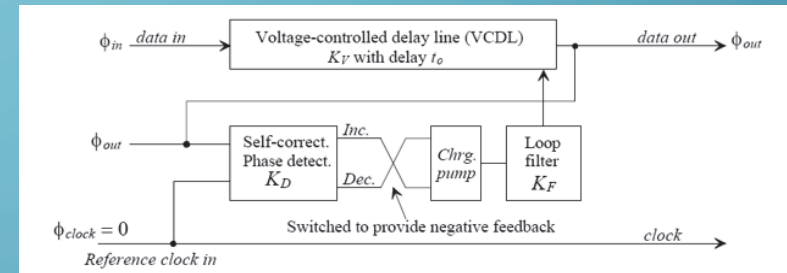 ϕin data in
Voltage-controlled delay line (VCDL)
KV with delay to
data out ϕout
ϕout
Self-correct.
Phase detect.
KD
Inc.
Dec.
Chrg.
pump
Loop
filter
KF
Switched to provide negative feedback
ϕclock = 0
clock
Reference clock in